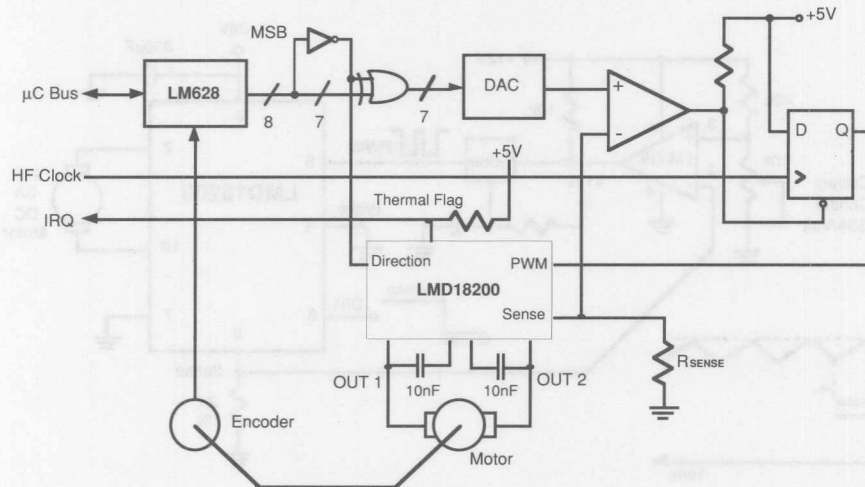 MSB
+5V
μC Bus
LM628
8
7
7
DAC
+
-
D
Q
HF Clock
+5V
Thermal Flag
IRQ
Direction
PWM
LMD18200
Sense
RSENSE
OUT 1
10nF
10nF
OUT 2
Encoder
Motor